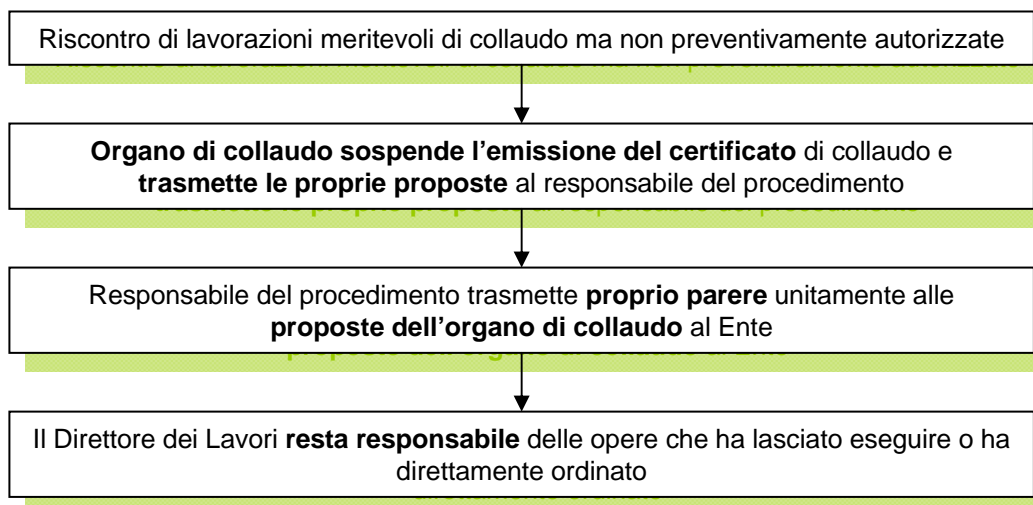 Riscontro di lavorazioni meritevoli di collaudo ma non preventivamente autorizzate
Organo di collaudo sospende l’emissione del certificato di collaudo e
trasmette le proprie proposte al responsabile del procedimento
Responsabile del procedimento trasmette proprio parere unitamente alle
proposte dell’organo di collaudo al Ente
Il Direttore dei Lavori resta responsabile delle opere che ha lasciato eseguire o ha
direttamente ordinato